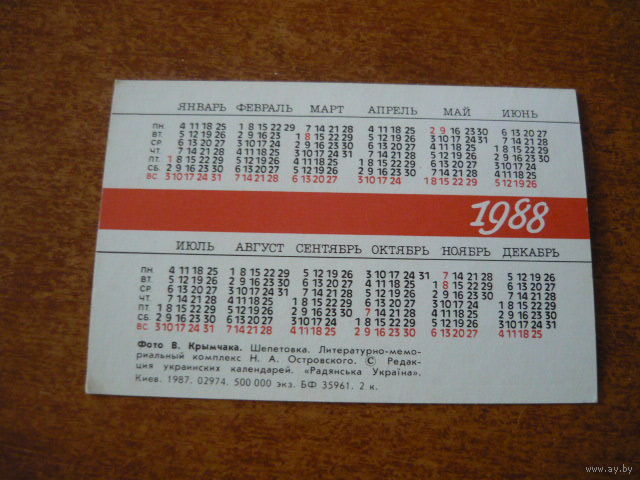 ЯНВАРЬ ФЕВРАЛЬ МАРТ АПРЕЛЬ МАЙ ИЮНЬ
ПН. 4 11 18 25 1 8 15 22 29 7 14 21 28 4 11 18 25 2 9 16 23 30 6 13 20 27
ВТ. 5 12 19 26 2 9 16 23 1 8 15 22 29 5 12 19 26 3 10 17 24 31 7 14 21 28
СР. 6 13 20 27 3 10 17 24 2 9 16 23 30 6 13 20 27 4 11 18 25 1 8 15 22 29
ЧТ. 7 14 21 28 4 11 18 25 3 10 17 24 31 7 14 21 28 5 12 19 26 2 9 16 23 30
ПТ. 1 8 15 22 29 5 12 19 26 4 11 18 25 1 8 15 22 29 6 13 20 27 3 10 17 24
СБ. 2 9 16 23 30 6 13 20 27 5 12 19 26 2 9 16 23 30 7 14 21 28 4 11 18 25
ВС 3 10 17 24 31 7 14 21 28 6 13 20 27 3 10 17 24 1 8 15 22 29 5 12 19 26
1988
ИЮЛЬ АВГУСТ СЕНТЯБРЬ ОКТЯБРЬ НОЯБРЬ ДЕКАБРЬ
ПН. 4 11 18 25 1 8 15 22 29 5 12 19 26 3 10 17 24 31 7 14 21 28 5 12 19 26
ВТ. 5 12 19 26 2 9 16 23 30 6 13 20 27 4 11 18 25 1 8 15 22 29 6 13 20 27
СР. 6 13 20 27 3 10 17 24 31 7 14 21 28 5 12 19 26 2 9 16 23 30 7 14 21 28
ЧТ. 7 14 21 28 4 11 18 25 1 8 15 22 29 6 13 20 27 3 10 17 24 1 8 15 22 29
ПТ. 1 8 15 22 29 5 12 19 26 2 9 16 23 30 7 14 21 28 4 11 18 25 2 9 16 23 30
СБ. 2 9 16 23 30 6 13 20 27 3 10 17 24 1 8 15 22 29 5 12 19 26 3 10 17 24 31
ВС 3 10 17 24 31 7 14 21 28 4 11 18 25 2 9 16 23 30 6 13 20 27 4 11 18 25
Фото В. Крымчака. Шепетовка. Литературно-мемо-
риальный комплекс Н. А. Островского. © Редак-
ция украинских календарей. «Радянська Україна».
Киев. 1987. 02974. 500 000 экз. БФ 35961. 2 к.
www.ay.by